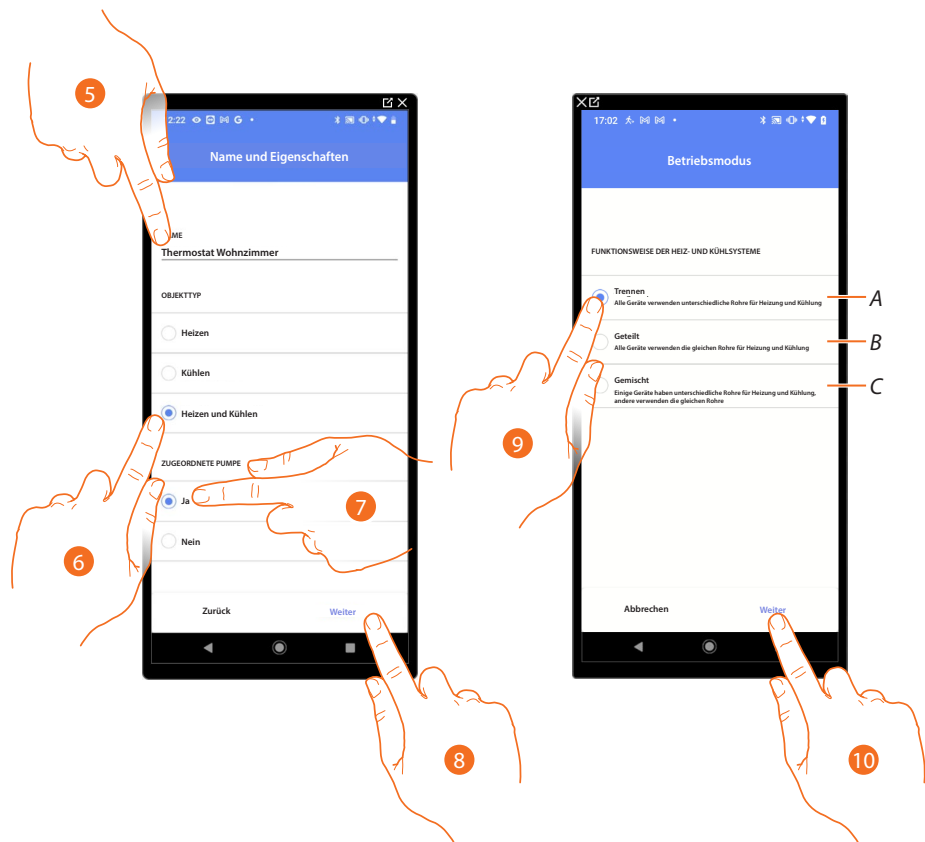 5
2:22 G
Name und Eigenschaften
Thermostat Wohnzimmer
OBJEKTTYP
Heizen
Kühlen
Heizen und Kühlen
ZUGEORDNETE PUMPE
Ja
7
Nein
6
Zurück
Weiter
8
17:02
Betriebsmodus
FUNKTIONSWEISE DER HEIZ- UND KÜHLSYSTEME
Trennen
Alle Geräte verwenden unterschiedliche Rohre für Heizung und Kühlung
A
Geteilt
Alle Geräte verwenden die gleichen Rohre für Heizung und Kühlung
B
Gemischt
Einige Geräte haben unterschiedliche Rohre für Heizung und Kühlung,
andere verwenden die gleichen Rohre
C
9
Abbrechen
Weiter
10